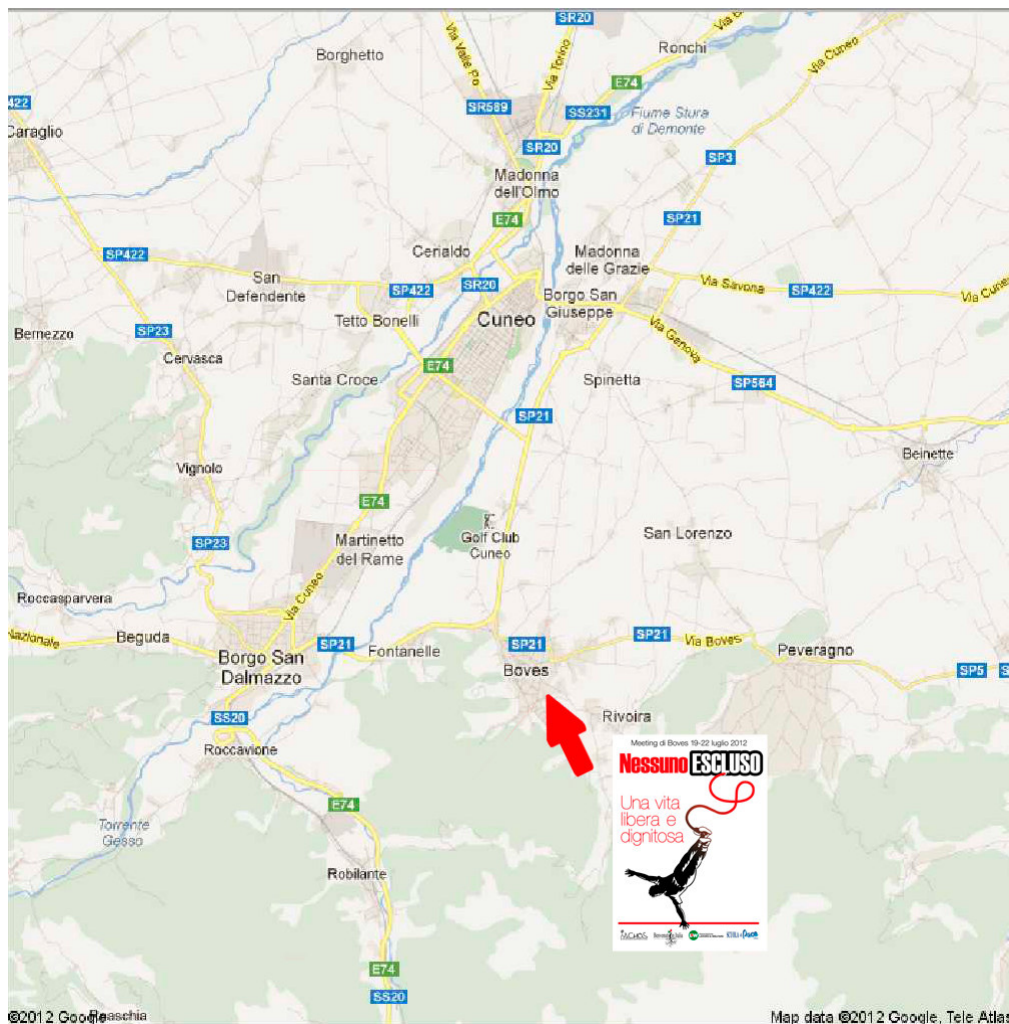 SR20
Borghetto
Via Valle Po
Via Torino
Ronchi
Via Cuneo
E74
422
SR589
SS231
Fiume Stura
di Demonte
Caraglio
SR20
SP3
Madonna
dell'Olmo
E74
SP21
SP422
Cerialdo
Madonna
delle Grazie
San
Defendente
SP422
SR20
Via Savona
SP422
Via Cuneo
Borgo San
Giuseppe
Tetto Bonelli
Cuneo
Bernezzo
SP23
Via Genova
Cervasca
E74
Santa Croce
Spinetta
SP564
SP21
Vignolo
Beinette
E74
SP23
Martinetto
del Rame
Golf Club
Cuneo
San Lorenzo
Roccasparvera
Via Cuneo
Nazionale
Beguda
SP21
Fontanelle
SP21
SP21
Via Boves
Peveragno
Borgo San
Dalmazzo
Boves
SP5
S
SS20
Rivoira
Roccavione
Meeting di Boves 19-22 luglio 2012
Nessuno ESCLUSO
Una vita
libera e
dignitosa
E74
Torrente
Gesso
Robilante
E74
SS20
©2012 Google
Map data ©2012 Google, Tele Atlas